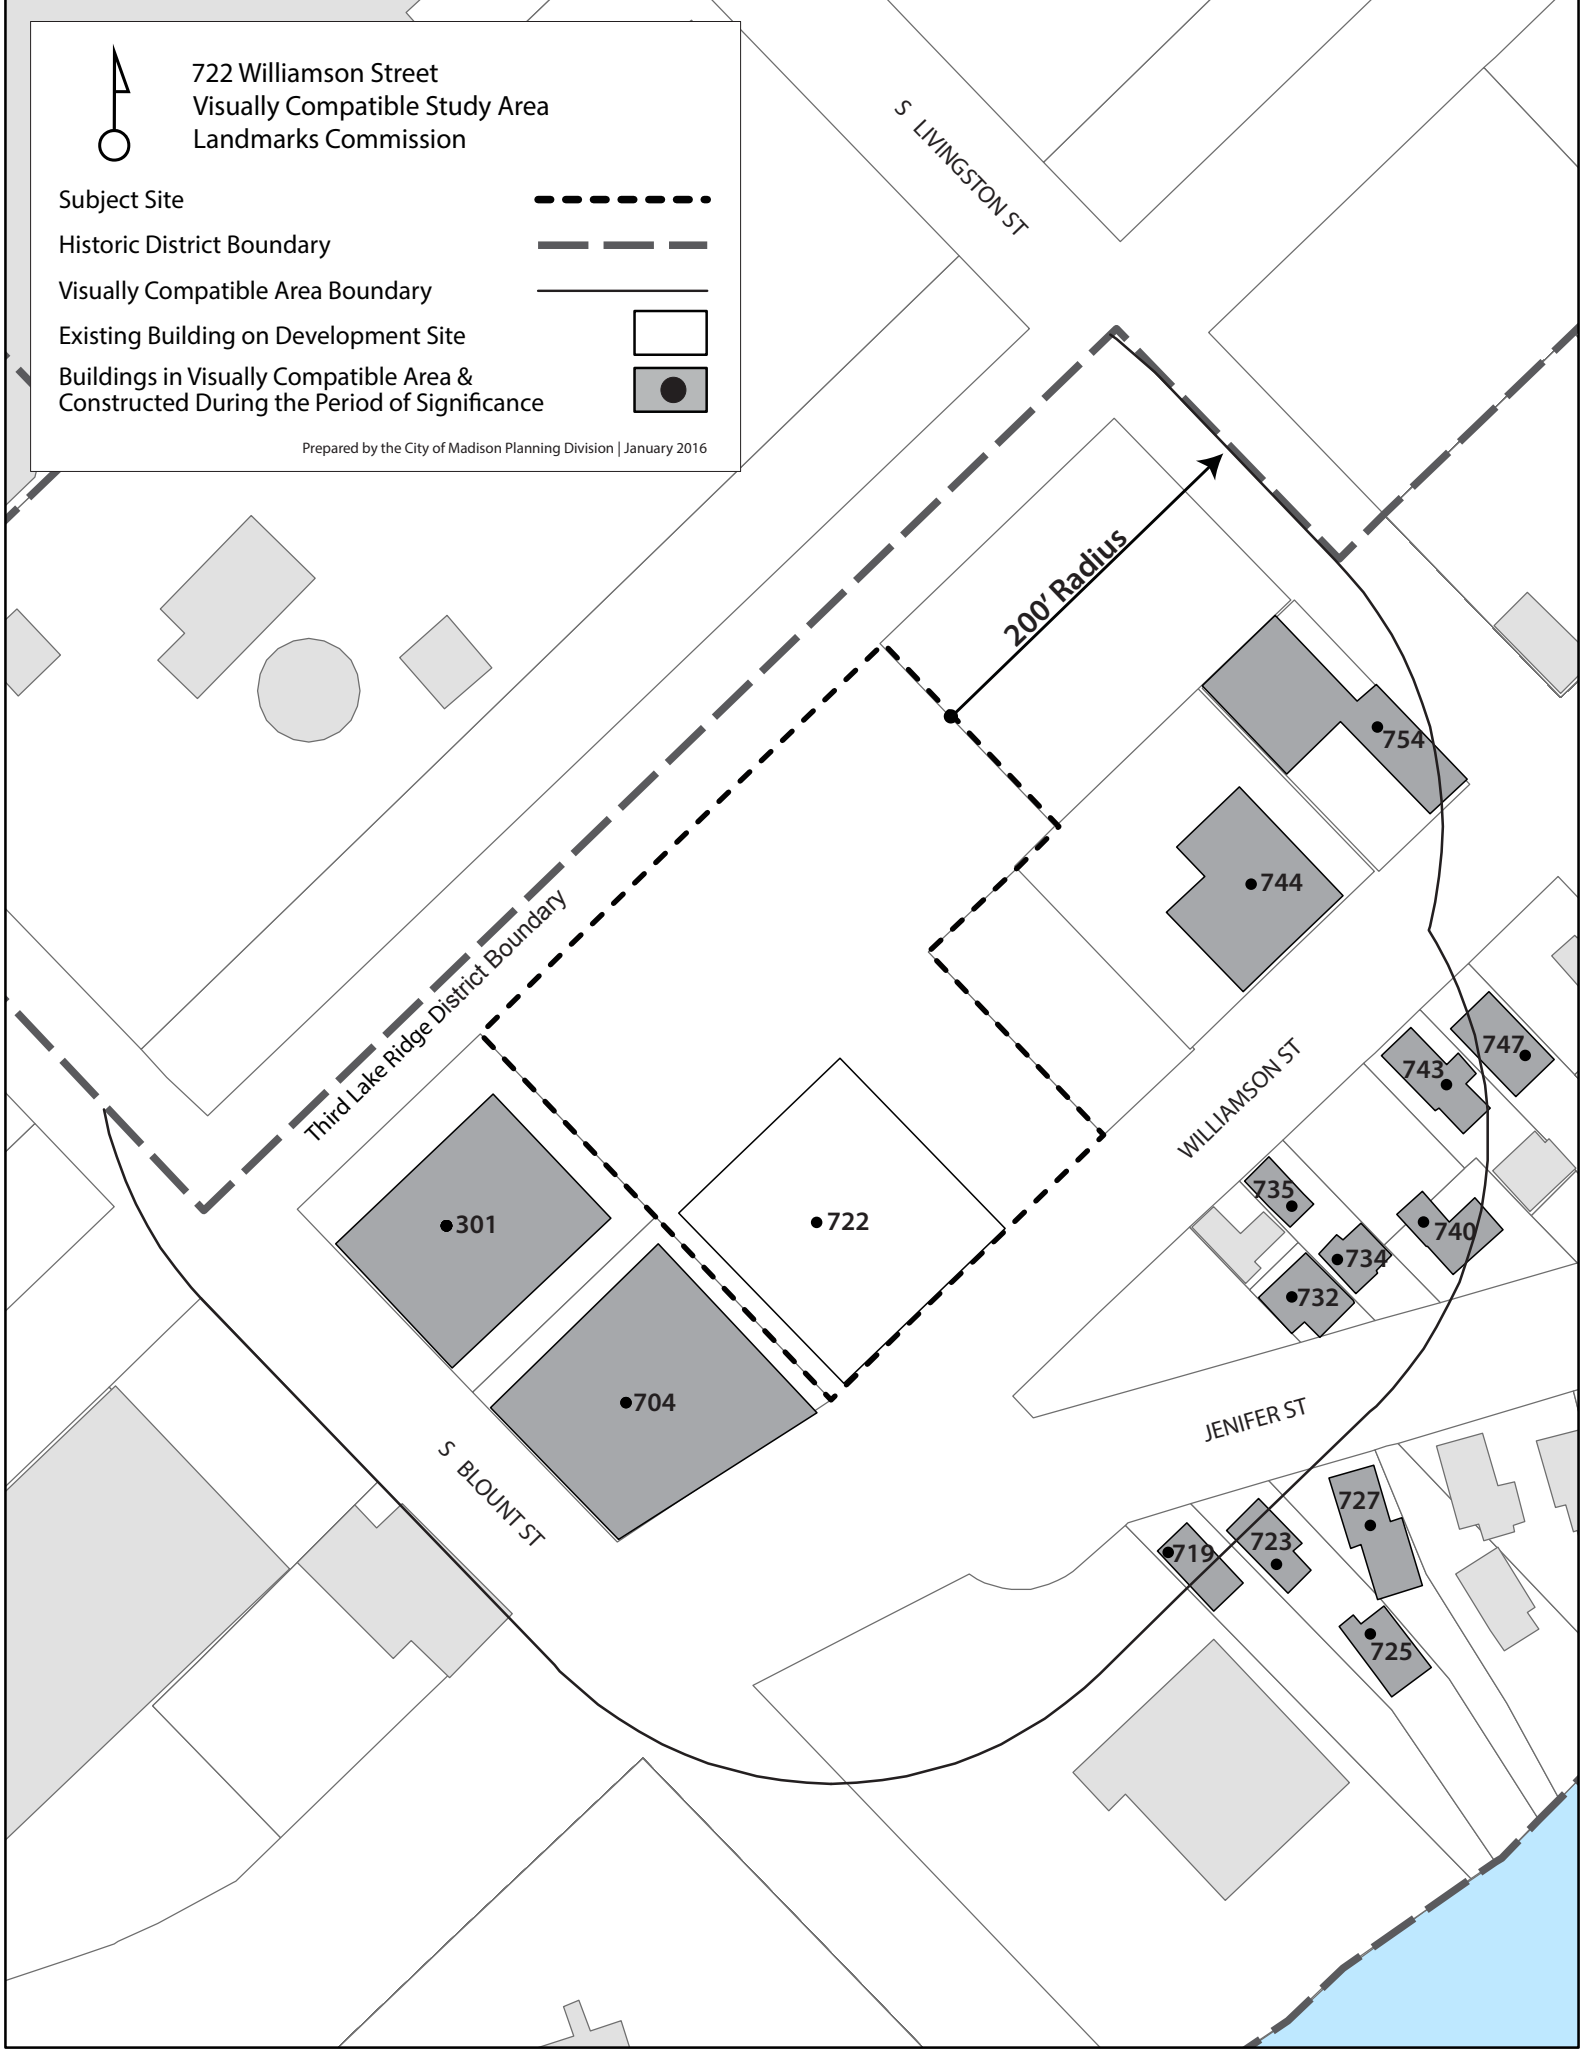 722 Williamson Street
Visually Compatible Study Area
Landmarks Commission
Subject Site
Historic District Boundary
Visually Compatible Area Boundary
Existing Building on Development Site
Buildings in Visually Compatible Area &
Constructed During the Period of Significance
Prepared by the City of Madison Planning Division | January 2016
S LIVINGSTON ST
200' Radius
754
744
Third Lake Ridge District Boundary
WILLIAMSON ST
747
743
735
740
734
732
301
722
704
S BLOUNT ST
JENIFER ST
727
719
723
725